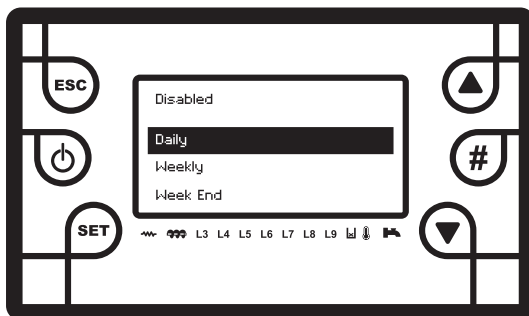 ESC
Disabled
Daily
#
Weekly
Week End
SET
L3 L4 L5 L6 L7 L8 L9